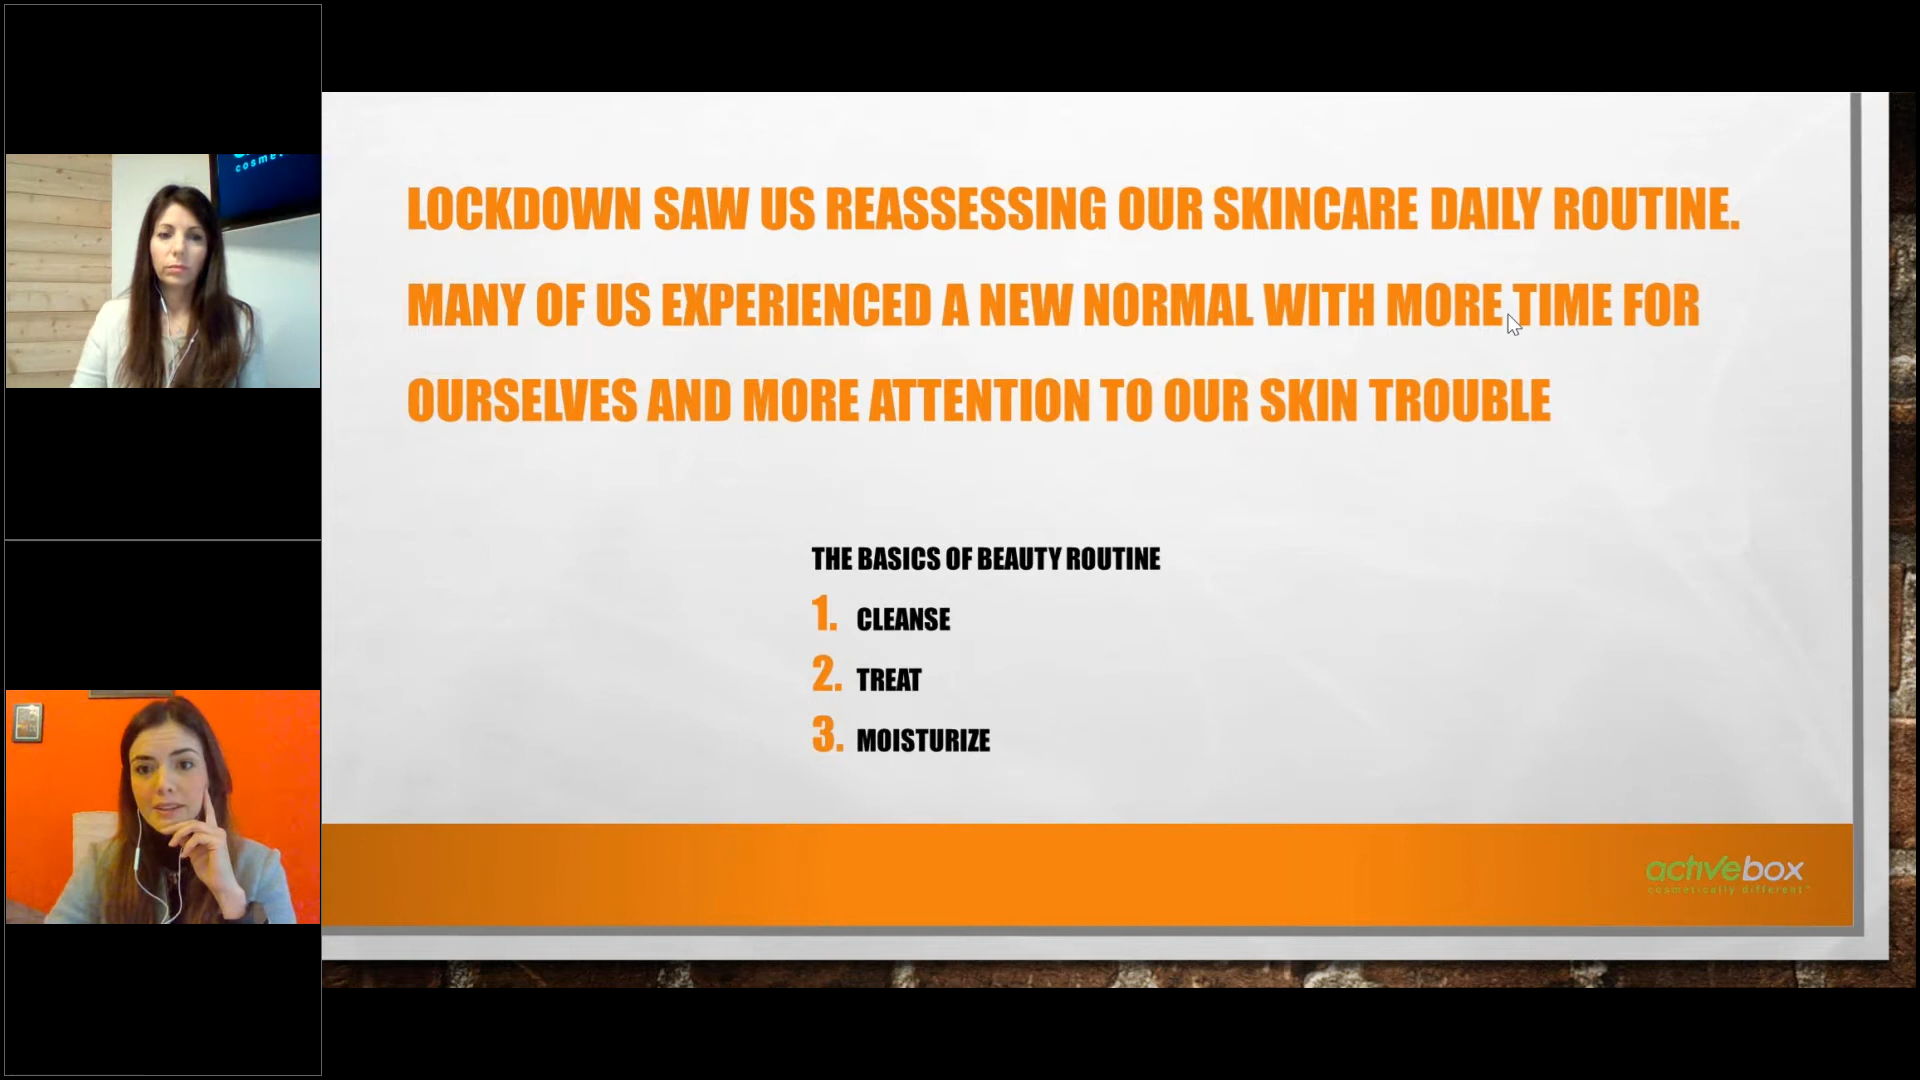 LOCKDOWN SAW US REASSESSING OUR SKINCARE DAILY ROUTINE.
MANY OF US EXPERIENCED A NEW NORMAL WITH MORE TIME FOR
OURSELVES AND MORE ATTENTION TO OUR SKIN TROUBLE
THE BASICS OF BEAUTY ROUTINE
1. CLEANSE
2. TREAT
3. MOISTURIZE
activebox
cosmetically different™